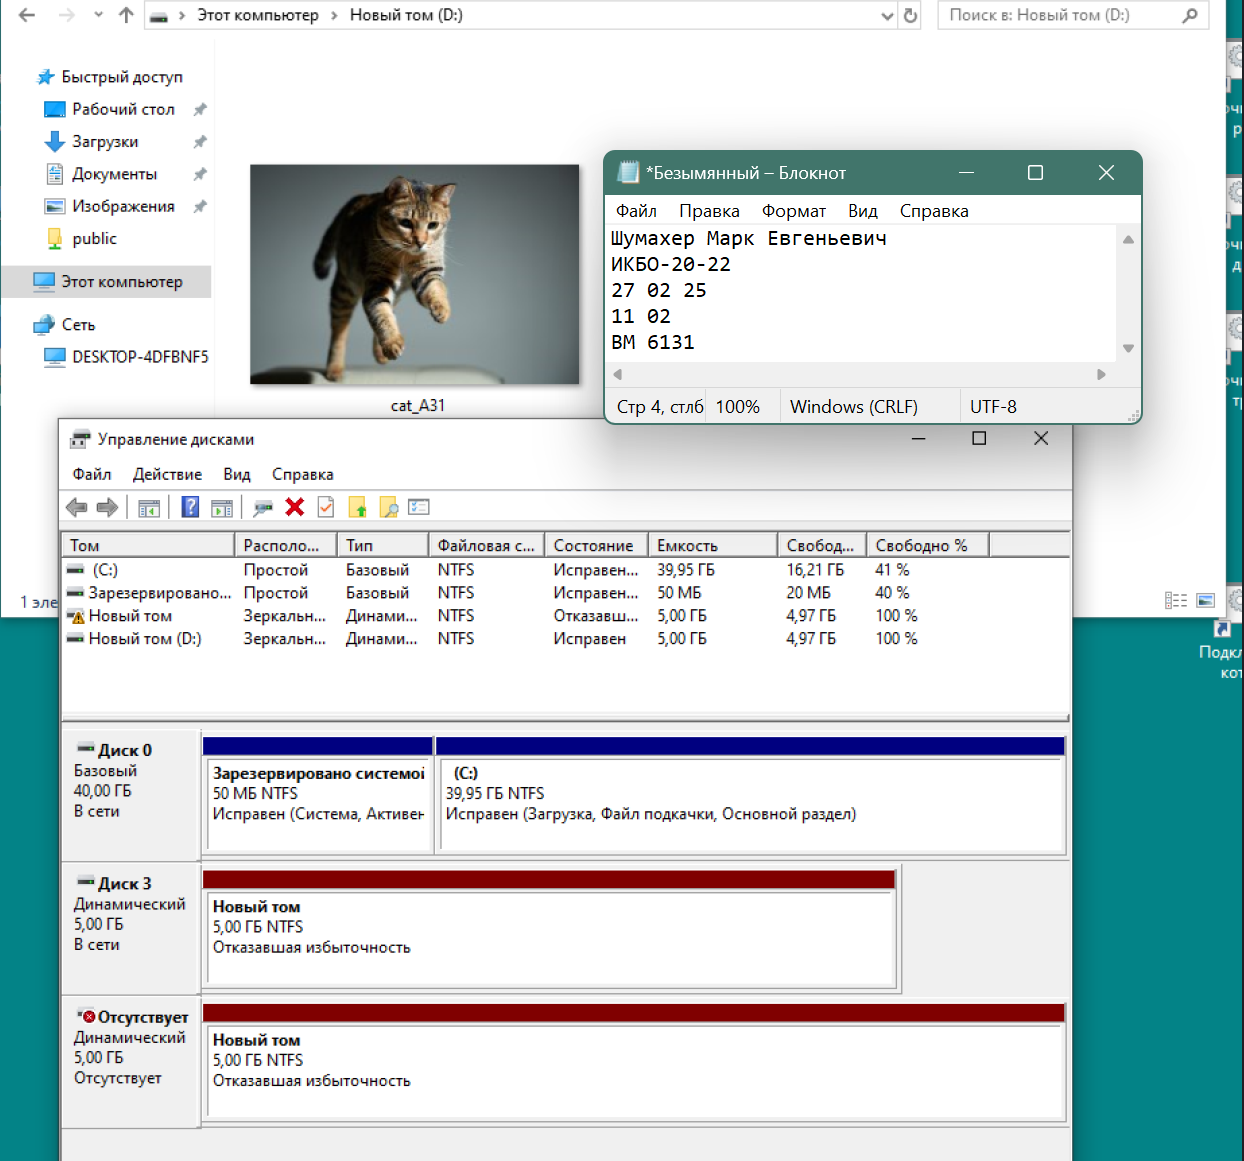 Этот компьютер
Новый том (D:)
Поиск в: Новый том (D:)
Быстрый доступ
Рабочий стол
Загрузки
Документы
Изображения
public
Этот компьютер
Сеть
DESKTOP-4DFBNF5
cat_A31
1 эле
*Безымянный – Блокнот
Файл Правка Формат Вид Справка
Шумахер Марк Евгеньевич
ИКБО-20-22
27 02 25
11 02
ВМ 6131
Стр 4, стлб 100% Windows (CRLF) UTF-8
Подкл
кот
Управление дисками
Файл Действие Вид Справка
Том Располо... Тип Файловая с... Состояние Емкость Свобод... Свободно %
(C:) Простой Базовый NTFS Исправен... 39,95 ГБ 16,21 ГБ 41 %
Зарезервировано... Простой Базовый NTFS Исправен... 50 МБ 20 МБ 40 %
Новый том Зеркальн... Динами... NTFS Отказавш... 5,00 ГБ 4,97 ГБ 100 %
Новый том (D:) Зеркальн... Динами... NTFS Исправен 5,00 ГБ 4,97 ГБ 100 %
Диск 0
Базовый
40,00 ГБ
В сети
Зарезервировано системой
50 МБ NTFS
Исправен (Система, Активен
(C:)
39,95 ГБ NTFS
Исправен (Загрузка, Файл подкачки, Основной раздел)
Диск 3
Динамический
5,00 ГБ
В сети
Новый том
5,00 ГБ NTFS
Отказавшая избыточность
Отсутствует
Динамический
5,00 ГБ
Отсутствует
Новый том
5,00 ГБ NTFS
Отказавшая избыточность